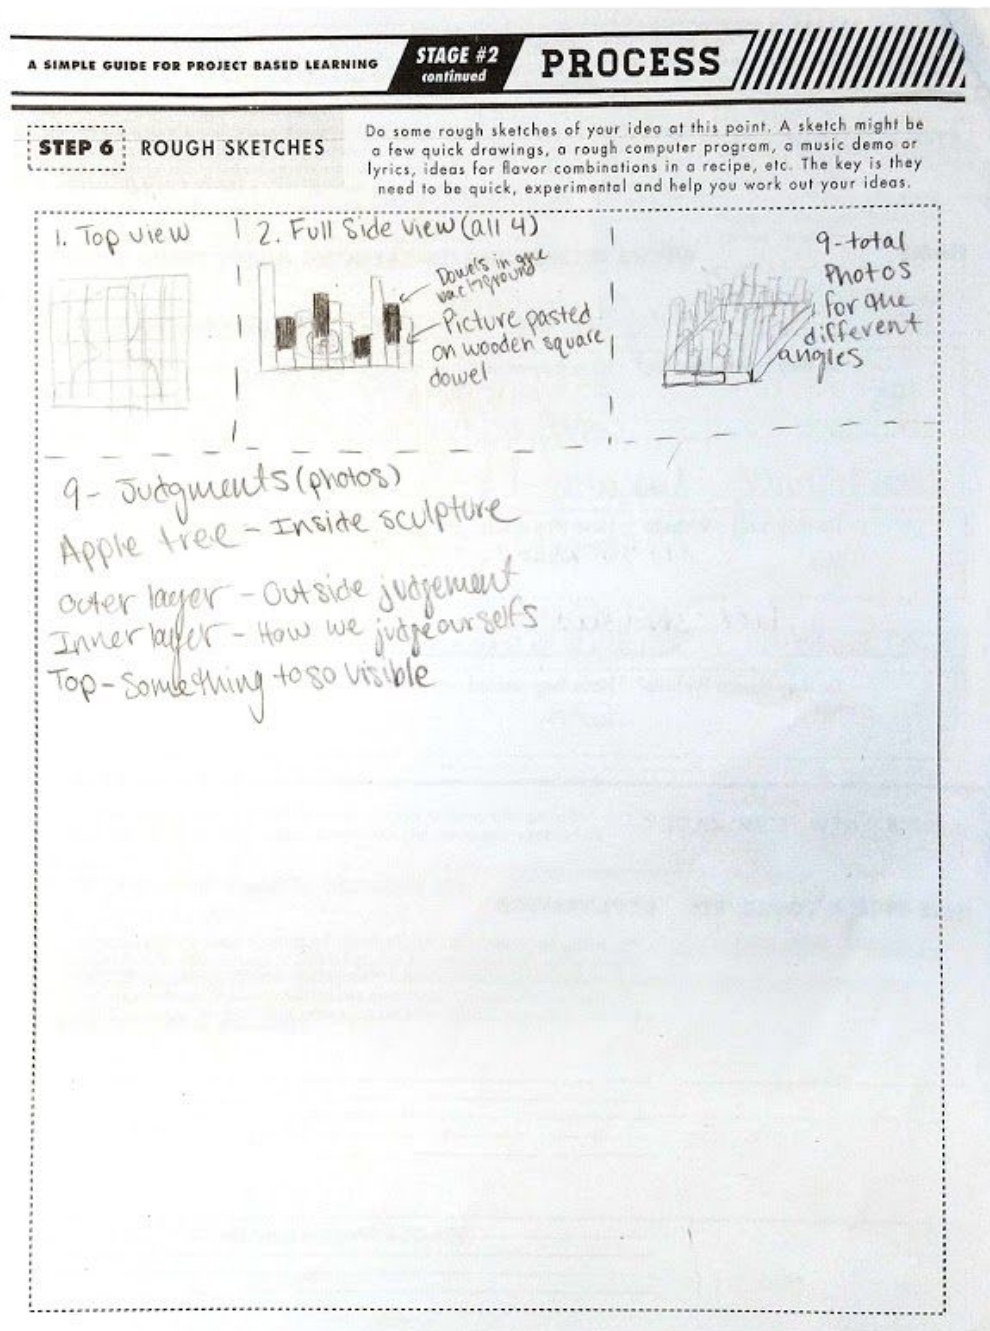 A SIMPLE GUIDE FOR PROJECT BASED LEARNING
STAGE #2
continued
PROCESS
STEP 6
ROUGH SKETCHES
Do some rough sketches of your idea at this point. A sketch might be
a few quick drawings, a rough computer program, a music demo or
lyrics, ideas for flavor combinations in a recipe, etc. The key is they
need to be quick, experimental and help you work out your ideas.
1. Top view
2. Full Side view (all 4)
Dowels in the
background
Picture pasted
on wooden square
dowel
9-total
Photos
for the
different
angles
9- Judgments (photos)
Apple tree - Inside sculpture
Outer layer - Outside judgement
Inner layer - How we judge ourselfs
Top - Something to so visible